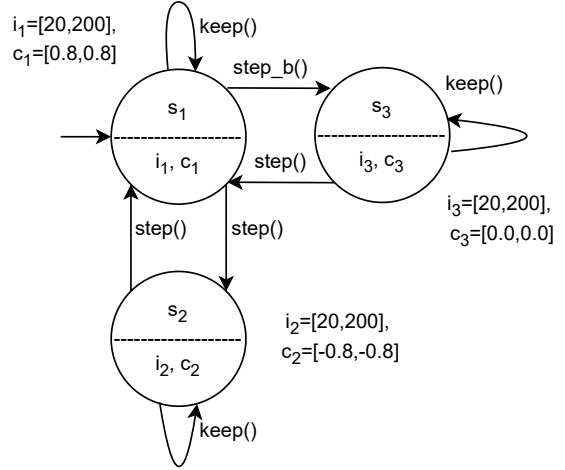 i1=[20,200],
c1=[0.8,0.8]
keep()
step_b()
keep()
s1
i1, c1
s3
i3, c3
step()
i3=[20,200],
c3=[0.0,0.0]
step()
step()
s2
i2, c2
i2=[20,200],
c2=[-0.8,-0.8]
keep()